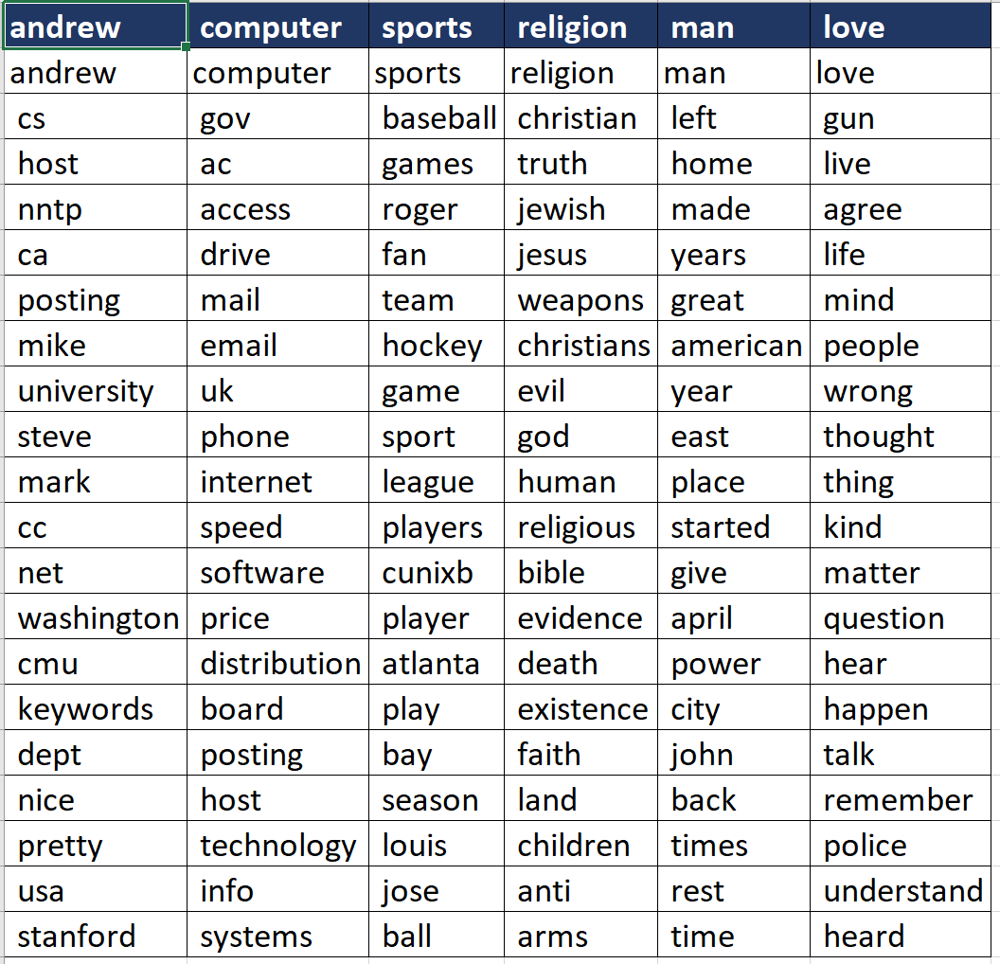 andrew computer sports religion man love
andrew computer sports religion man love
cs gov baseball christian left gun
host ac games truth home live
nntp access roger jewish made agree
ca drive fan jesus years life
posting mail team weapons great mind
mike email hockey christians american people
university uk game evil year wrong
steve phone sport god east thought
mark internet league human place thing
cc speed players religious started kind
net software cunixb bible give matter
washington price player evidence april question
cmu distribution atlanta death power hear
keywords board play existence city happen
dept posting bay faith john talk
nice host season land back remember
pretty technology louis children times police
usa info jose anti rest understand
stanford systems ball arms time heard